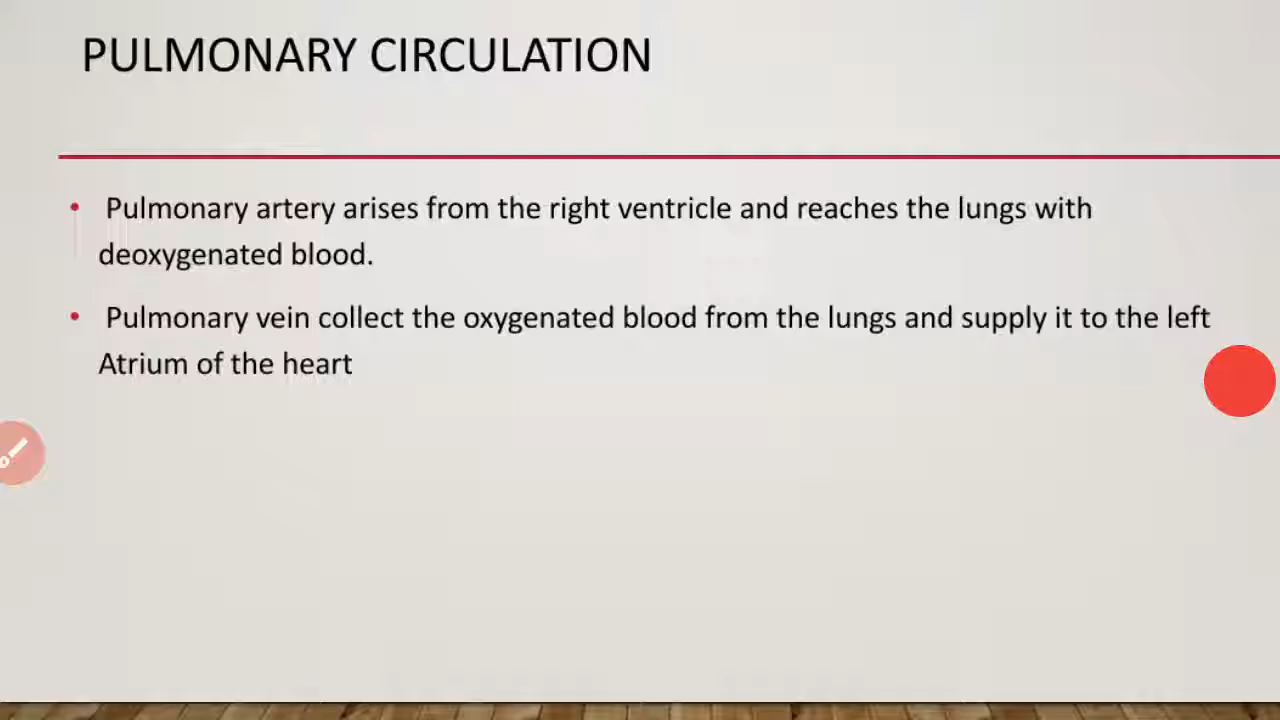 PULMONARY CIRCULATION
• Pulmonary artery arises from the right ventricle and reaches the lungs with
deoxygenated blood.
• Pulmonary vein collect the oxygenated blood from the lungs and supply it to the left
Atrium of the heart